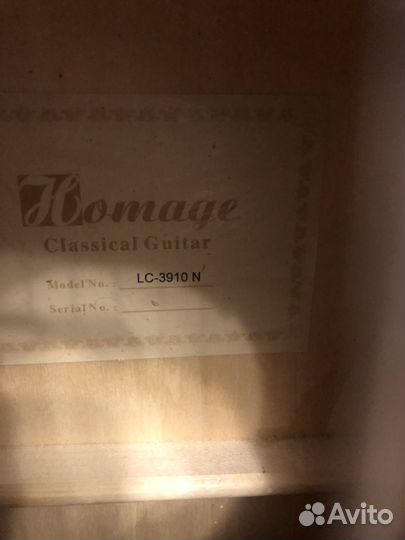 Homage
Classical Guitar
Model No. : LC-3910 N
Serial No. :
Avito